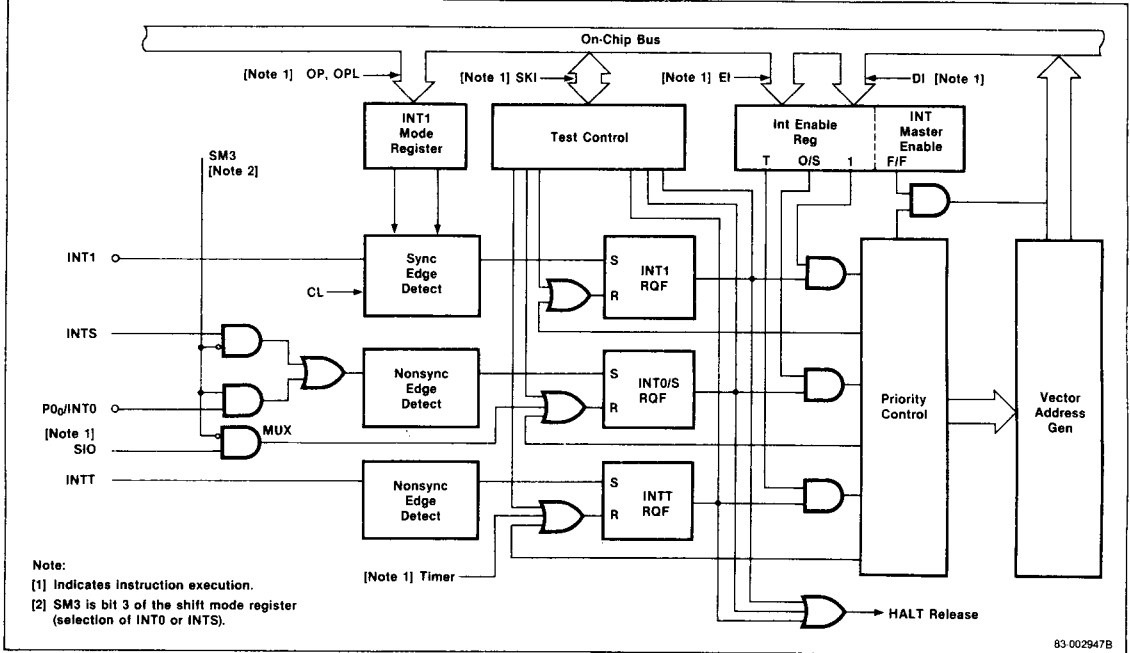 On-Chip Bus
[Note 1] OP, OPL
[Note 1] SKI
[Note 1] EI
DI [Note 1]
INT1
Mode
Register
Test Control
Int Enable
Reg
T O/S 1
INT
Master
Enable
F/F
SM3
[Note 2]
INT1
CL
Sync
Edge
Detect
S
R
INT1
RQF
INTS
P0₀/INT0
[Note 1]
SIO
MUX
Nonsync
Edge
Detect
S
R
INT0/S
RQF
INTT
Nonsync
Edge
Detect
S
R
INTT
RQF
Priority
Control
Vector
Address
Gen
[Note 1] Timer
HALT Release
Note:
[1] Indicates instruction execution.
[2] SM3 is bit 3 of the shift mode register
(selection of INT0 or INTS).
83-002947B